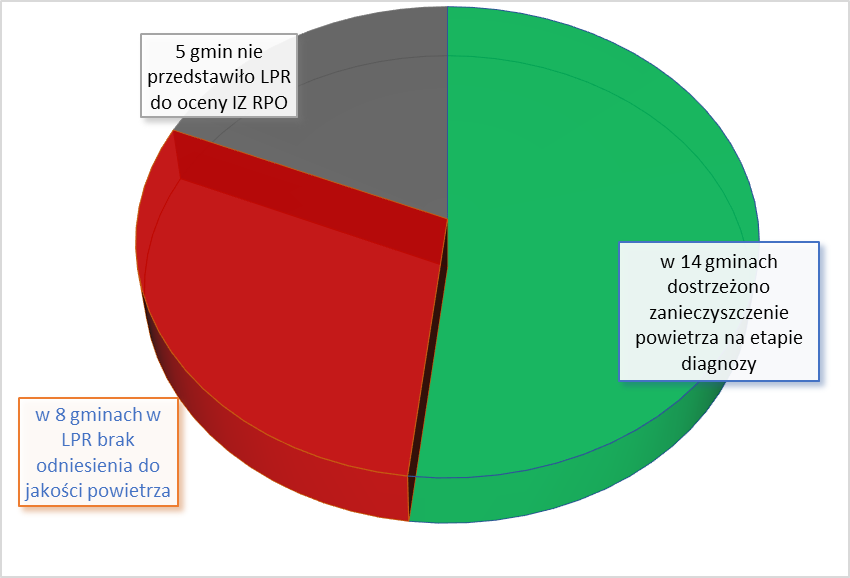 5 gmin nie
przedstawiło LPR
do oceny IZ RPO
w 14 gminach
dostrzeżono
zanieczyszczenie
powietrza na etapie
diagnozy
w 8 gminach w
LPR brak
odniesienia do
jakości powietrza